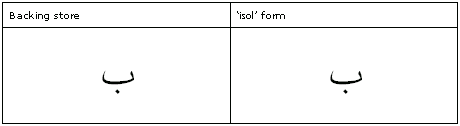 Backing store
‘isol’ form
ب
ب